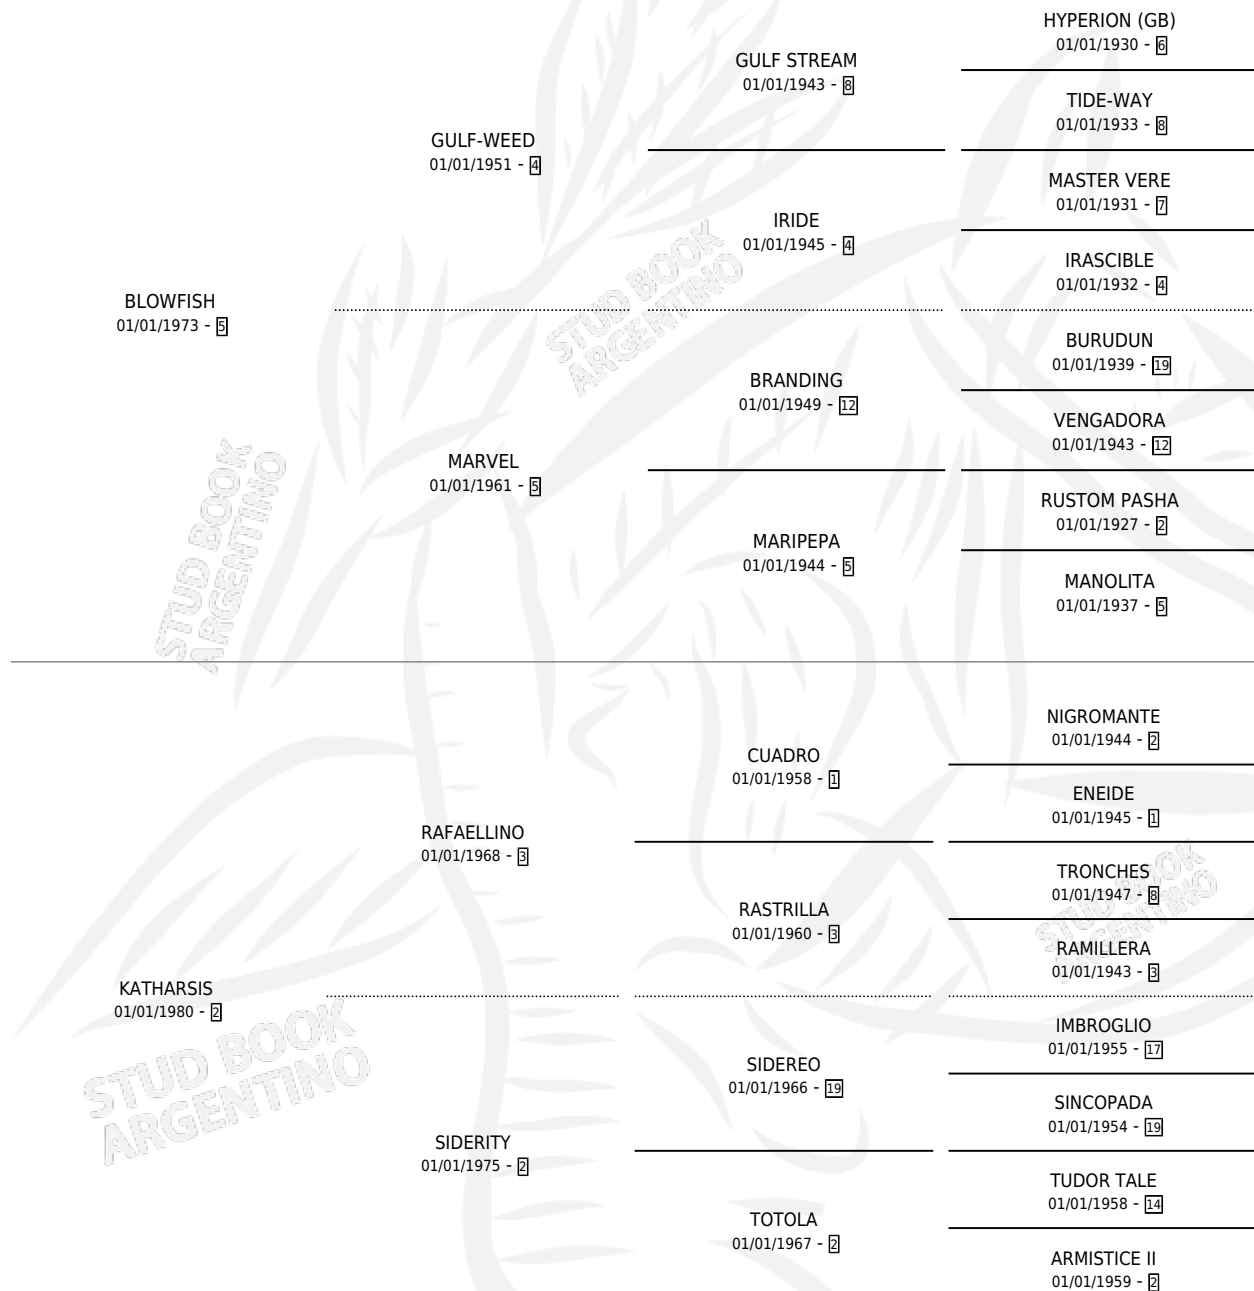 HYPERION (GB)
01/01/1930 - 6
GULF STREAM
01/01/1943 - 8
TIDE-WAY
01/01/1933 - 8
GULF-WEED
01/01/1951 - 4
MASTER VERE
01/01/1931 - 7
IRIDE
01/01/1945 - 4
IRASCIBLE
01/01/1932 - 4
BLOWFISH
01/01/1973 - 5
BURUDUN
01/01/1939 - 19
BRANDING
01/01/1949 - 12
VENGADORA
01/01/1943 - 12
MARVEL
01/01/1961 - 5
RUSTOM PASHA
01/01/1927 - 2
MARIPEPA
01/01/1944 - 5
MANOLITA
01/01/1937 - 5
NIGROMANTE
01/01/1944 - 2
CUADRO
01/01/1958 - 1
ENEIDE
01/01/1945 - 1
RAFAELLINO
01/01/1968 - 3
TRONCHES
01/01/1947 - 8
RASTRILLA
01/01/1960 - 3
RAMILLERA
01/01/1943 - 3
KATHARSIS
01/01/1980 - 2
IMBROGLIO
01/01/1955 - 17
SIDEREO
01/01/1966 - 19
SINCOPADA
01/01/1954 - 19
SIDERITY
01/01/1975 - 2
TUDOR TALE
01/01/1958 - 14
TOTOLA
01/01/1967 - 2
ARMISTICE II
01/01/1959 - 2
STUD BOOK
ARGENTINO
STUD BOOK
ARGENTINO
STUD BOOK
ARGENTINO
STUD BOOK
ARGENTINO